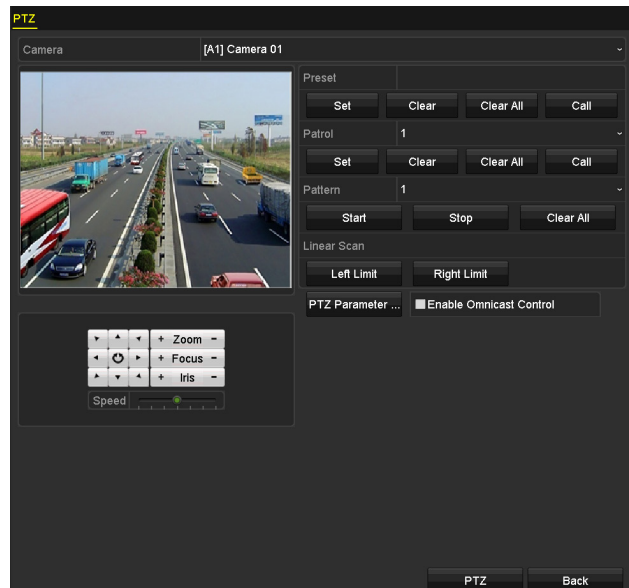 PTZ
Camera [A1] Camera 01
Preset
Set Clear Clear All Call
Patrol 1
Set Clear Clear All Call
Pattern 1
Start Stop Clear All
Linear Scan
Left Limit Right Limit
PTZ Parameter ... Enable Omnicast Control
+ Zoom -
+ Focus -
+ Iris -
Speed
PTZ Back